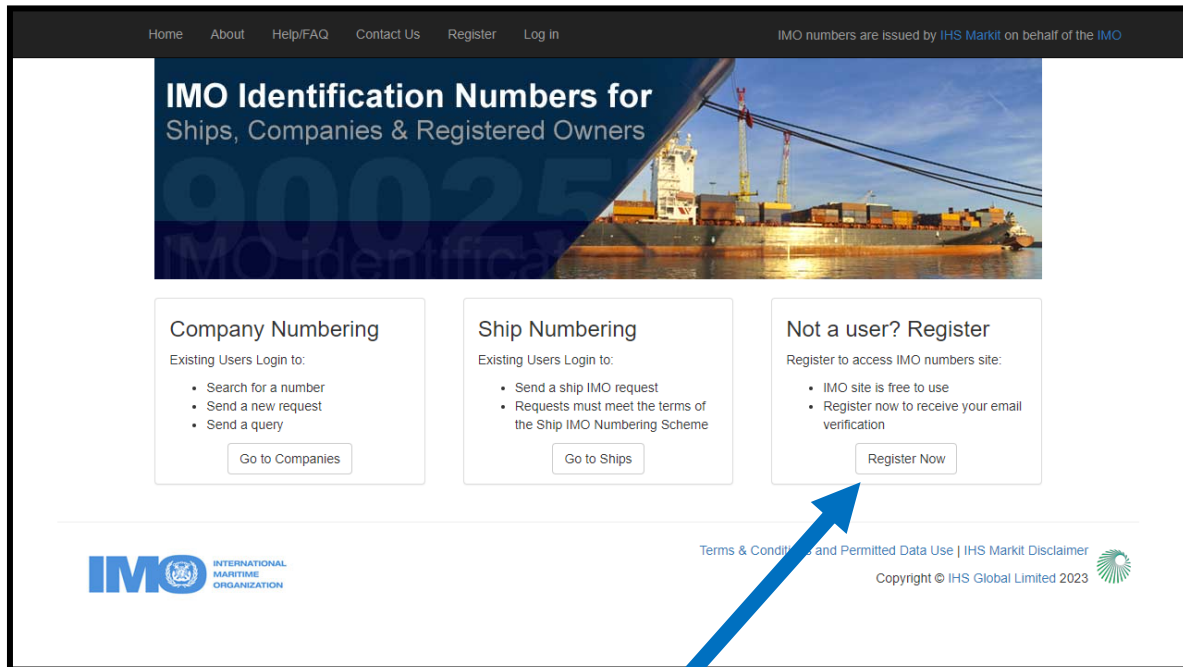 Home About Help/FAQ Contact Us Register Log in IMO numbers are issued by IHS Markit on behalf of the IMO
IMO Identification Numbers for
Ships, Companies & Registered Owners
90025
IMO identificat
Company Numbering
Existing Users Login to:
• Search for a number
• Send a new request
• Send a query
Go to Companies
Ship Numbering
Existing Users Login to:
• Send a ship IMO request
• Requests must meet the terms of
the Ship IMO Numbering Scheme
Go to Ships
Not a user? Register
Register to access IMO numbers site:
• IMO site is free to use
• Register now to receive your email
verification
Register Now
IMO
INTERNATIONAL
MARITIME
ORGANIZATION
Terms & Conditions and Permitted Data Use | IHS Markit Disclaimer
Copyright © IHS Global Limited 2023